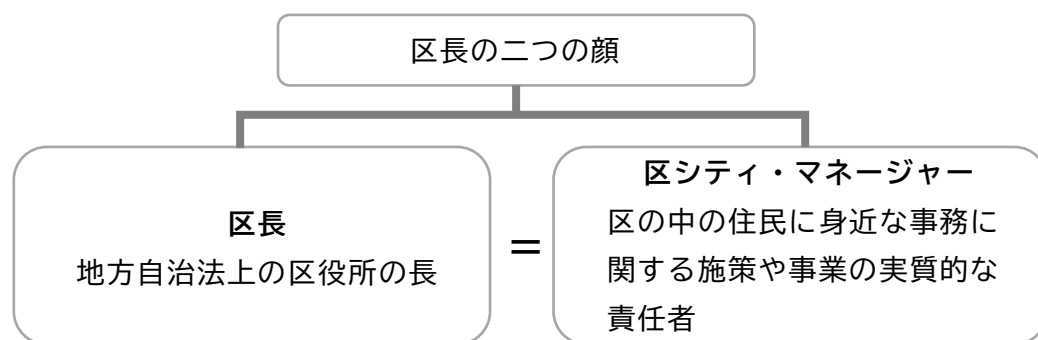 区長の二つの顔
区長
地方自治法上の区役所の長
＝
区シティ・マネージャー
区の中の住民に身近な事務に
関する施策や事業の実質的な
責任者